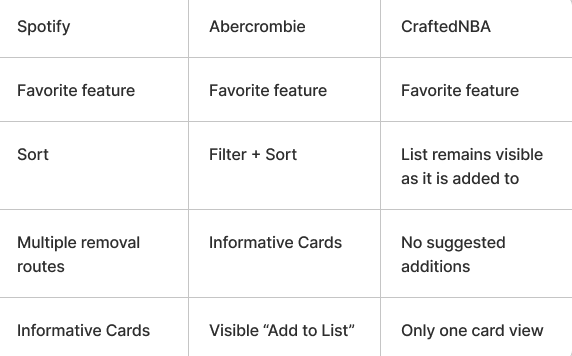 Spotify
Abercrombie
CraftedNBA
Favorite feature
Favorite feature
Favorite feature
Sort
Filter + Sort
List remains visible
as it is added to
Multiple removal
routes
Informative Cards
No suggested
additions
Informative Cards
Visible “Add to List”
Only one card view